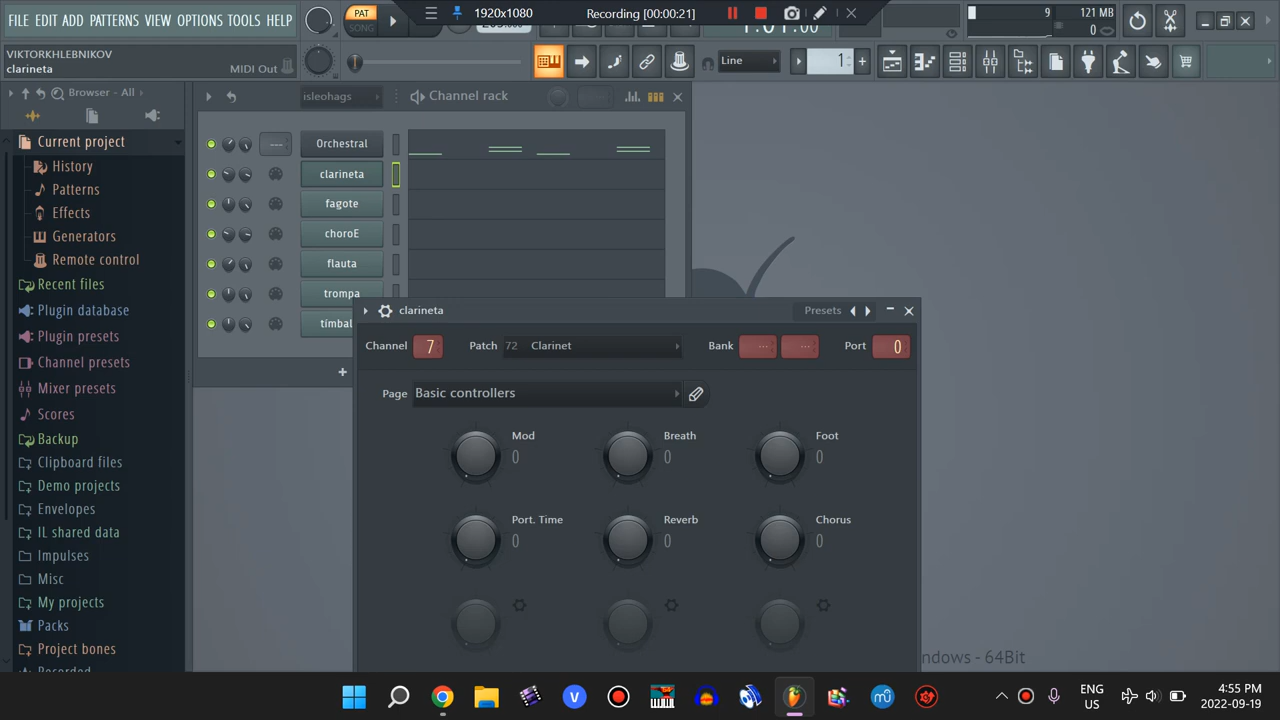 FILE EDIT ADD PATTERNS VIEW OPTIONS TOOLS HELP
PAT
SONG
1920x1080
Recording [00:00:21]
1:01:00
9
121 MB
0
VIKTORKHLEBNIKOV
clarineta
MIDI Out
Line
1
Browser - All
isleohags
Channel rack
Current project
History
Patterns
Effects
Generators
Remote control
Recent files
Plugin database
Plugin presets
Channel presets
Mixer presets
Scores
Backup
Clipboard files
Demo projects
Envelopes
IL shared data
Impulses
Misc
My projects
Packs
Project bones
Recorded
Orchestral
clarineta
fagote
choroE
flauta
trompa
timbal
clarineta
Presets
Channel 7
Patch 72 Clarinet
Bank --- ---
Port 0
Page Basic controllers
Mod
0
Breath
0
Foot
0
Port. Time
0
Reverb
0
Chorus
0
ndows - 64Bit
ENG
US
4:55 PM
2022-09-19